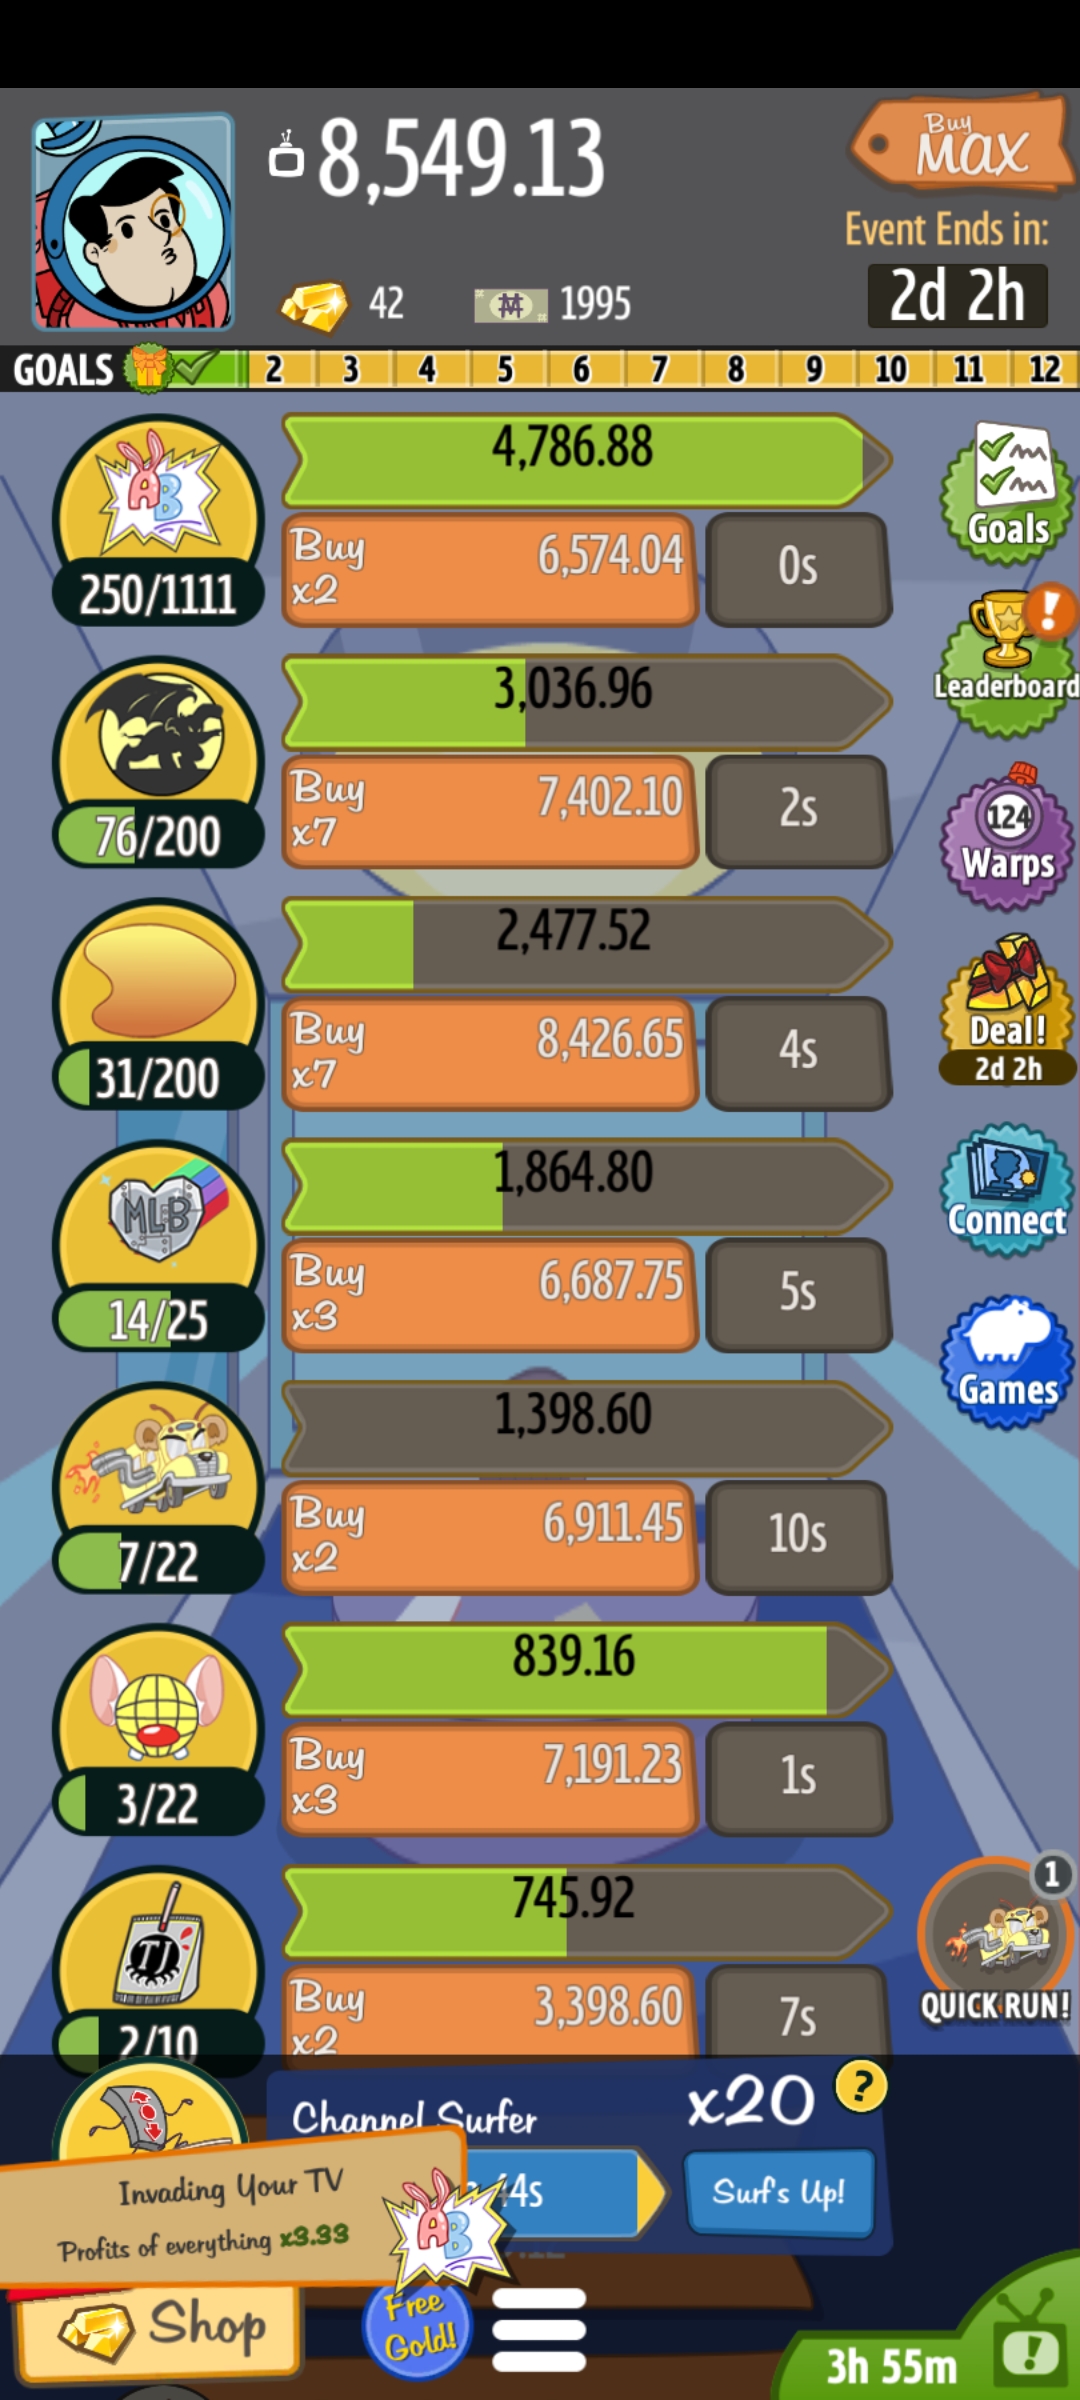 8,549.13
Buy
MAX
Event Ends in:
2d 2h
42
1995
GOALS 2 3 4 5 6 7 8 9 10 11 12
AB
4,786.88
Buy
x2
6,574.04
0s
250/1111
Goals
3,036.96
Buy
x7
7,402.10
2s
76/200
Leaderboard
2,477.52
Buy
x7
8,426.65
4s
31/200
124
Warps
Deal!
2d 2h
MLB
1,864.80
Buy
x3
6,687.75
5s
14/25
Connect
1,398.60
Buy
x2
6,911.45
10s
7/22
Games
839.16
Buy
x3
7,191.23
1s
3/22
TJ
745.92
Buy
x2
3,398.60
7s
2/10
1
QUICK RUN!
Channel Surfer
x20
?
44s
Surf's Up!
Invading Your TV
Profits of everything x3.33
AB
Shop
Free
Gold!
3h 55m